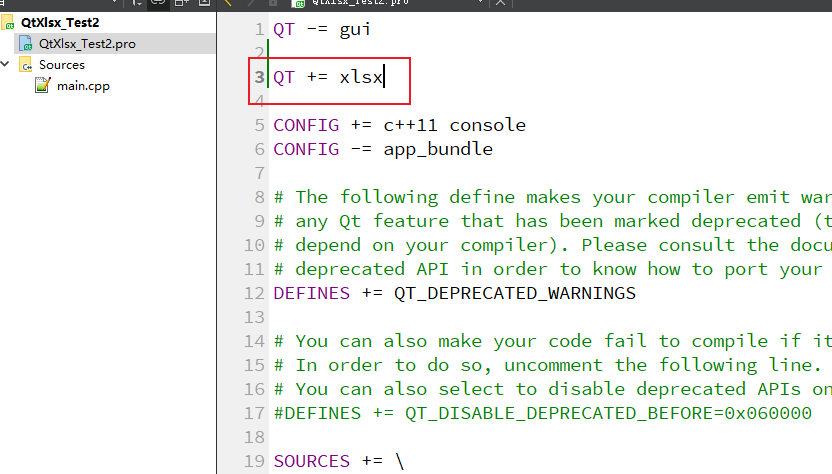 QtXlsx_Test2.pro
QtXlsx_Test2
QtXlsx_Test2.pro
Sources
main.cpp
1 QT -= gui
2
3 QT += xlsx
4
5 CONFIG += c++11 console
6 CONFIG -= app_bundle
7
8 # The following define makes your compiler emit war
9 # any Qt feature that has been marked deprecated (t
10 # depend on your compiler). Please consult the docu
11 # deprecated API in order to know how to port your
12 DEFINES += QT_DEPRECATED_WARNINGS
13
14 # You can also make your code fail to compile if it
15 # In order to do so, uncomment the following line.
16 # You can also select to disable deprecated APIs on
17 #DEFINES += QT_DISABLE_DEPRECATED_BEFORE=0x060000
18
19 SOURCES += \